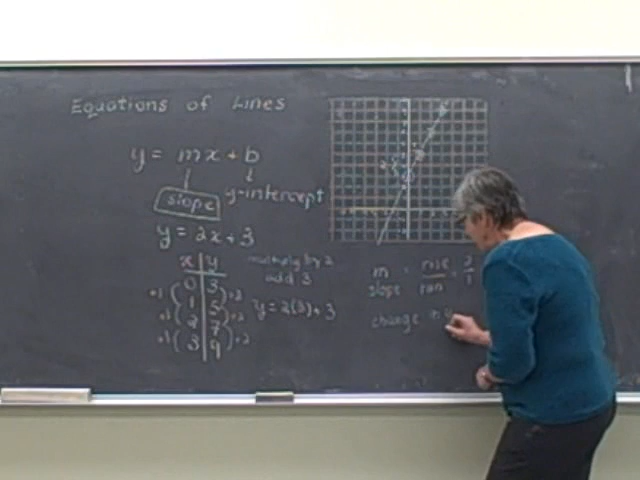 Equations of Lines
y = mx + b
slope
y-intercept
y = 2x + 3
x y
0 3
1 5
2 7
3 9
+1 +2
+1 +2
+1 +2
multiply by 2
add 3
y = 2(3) + 3
m = rise = 2
slope run 1
change in y